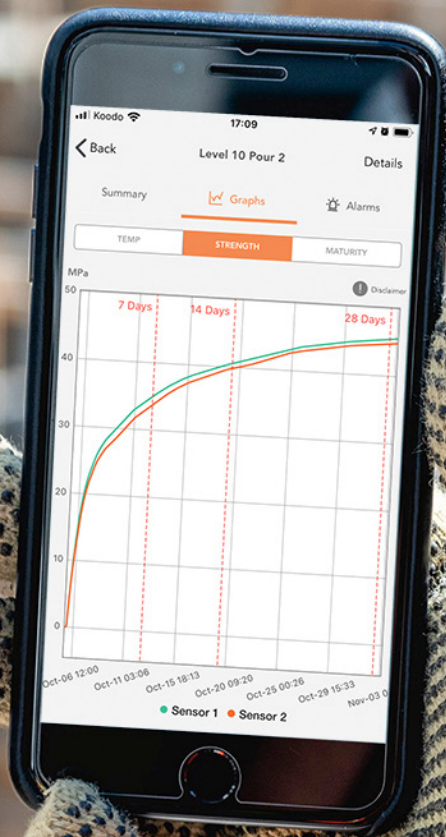 Koodo 17:09
Back Level 10 Pour 2 Details
Summary Graphs Alarms
TEMP STRENGTH MATURITY
MPa
! Disclaimer
50
7 Days 14 Days 28 Days
40
30
20
10
0
Oct-06 12:00 Oct-11 03:06 Oct-15 18:13 Oct-20 09:20 Oct-25 00:26 Oct-29 15:33 Nov-03 0
Sensor 1 Sensor 2